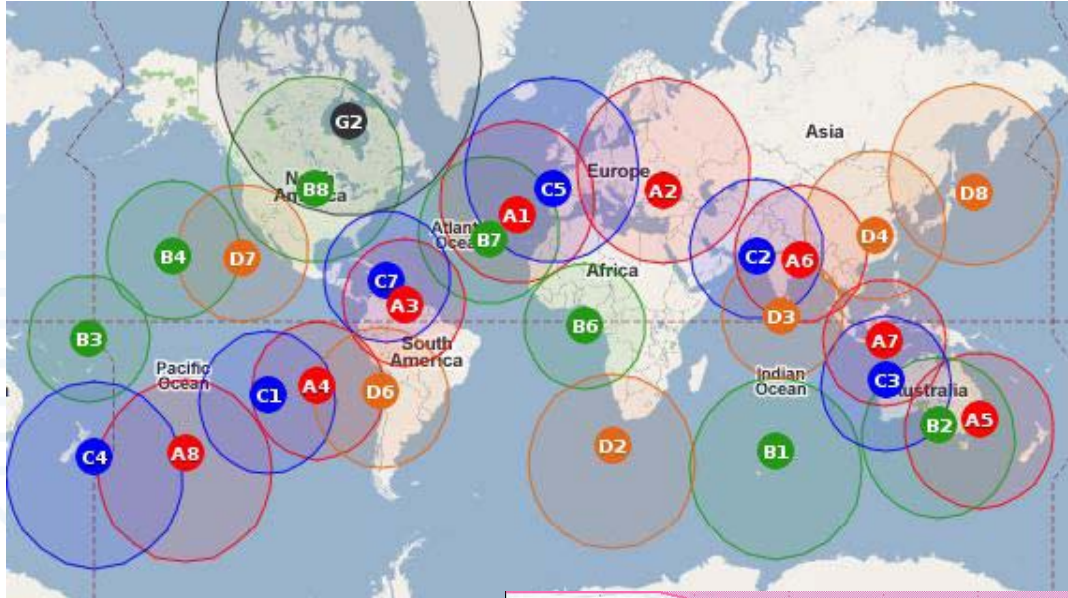 G2
Asia
North
America
B8
Europe
C5
A2
D8
Atlantic
Ocean
A1
B7
D4
B4
D7
C2
A6
Africa
C7
A3
D3
B3
B6
A7
South
America
Pacific
Ocean
C1
A4
D6
Indian
Ocean
C3
Australia
B2
A5
C4
A8
D2
B1